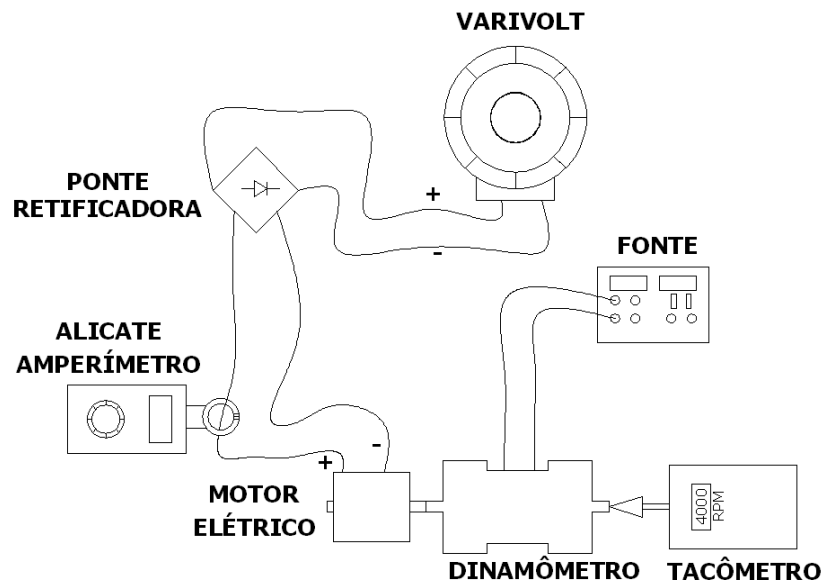 VARIVOLT
PONTE
RETIFICADORA
+
-
FONTE
ALICATE
AMPERÍMETRO
-
+
MOTOR
ELÉTRICO
4000
RPM
DINAMÔMETRO
TACÔMETRO